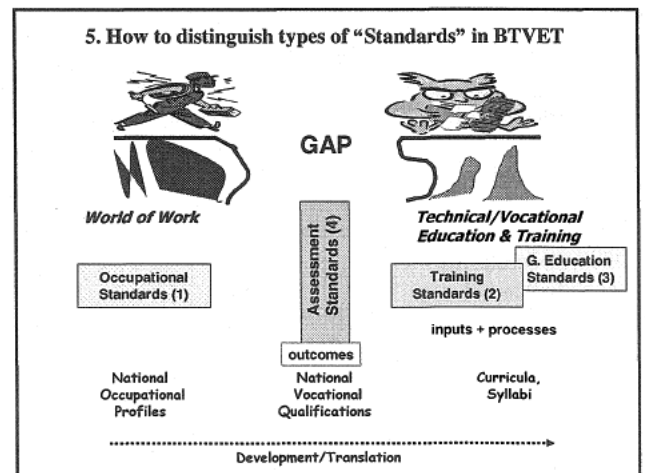 5. How to distinguish types of “Standards” in BTVET
GAP
World of Work
Technical/Vocational
Education & Training
Occupational
Standards (1)
Assessment
Standards (4)
Training
Standards (2)
G. Education
Standards (3)
inputs + processes
outcomes
National
Occupational
Profiles
National
Vocational
Qualifications
Curricula,
Syllabi
Development/Translation